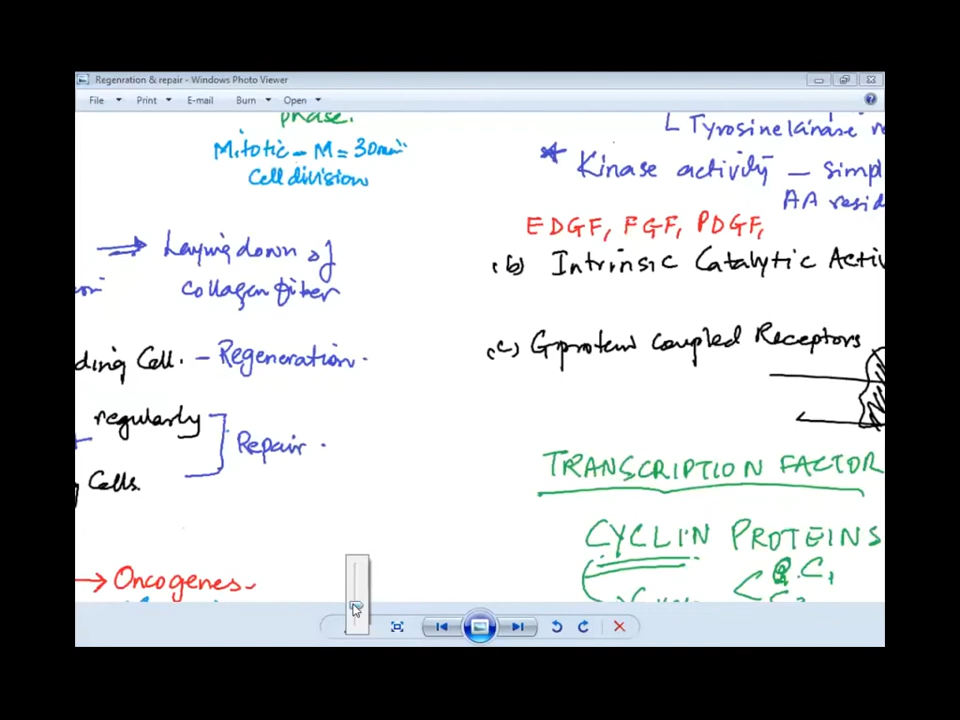 Regenration & repair - Windows Photo Viewer
File Print E-mail Burn Open
phase.
Mitotic - M = 30min
Cell division
⇒ Laying down of
collagen fiber
ding Cell. - Regeneration.
regularly
Repair.
Cells.
→ Oncogenes-
└ Tyrosine kinase
* Kinase activity - simpl
AA resid
EDGF, FGF, PDGF,
(b) Intrinsic Catalytic Activ
(c) G protein coupled Receptors
TRANSCRIPTION FACTOR
CYCLIN PROTEINS